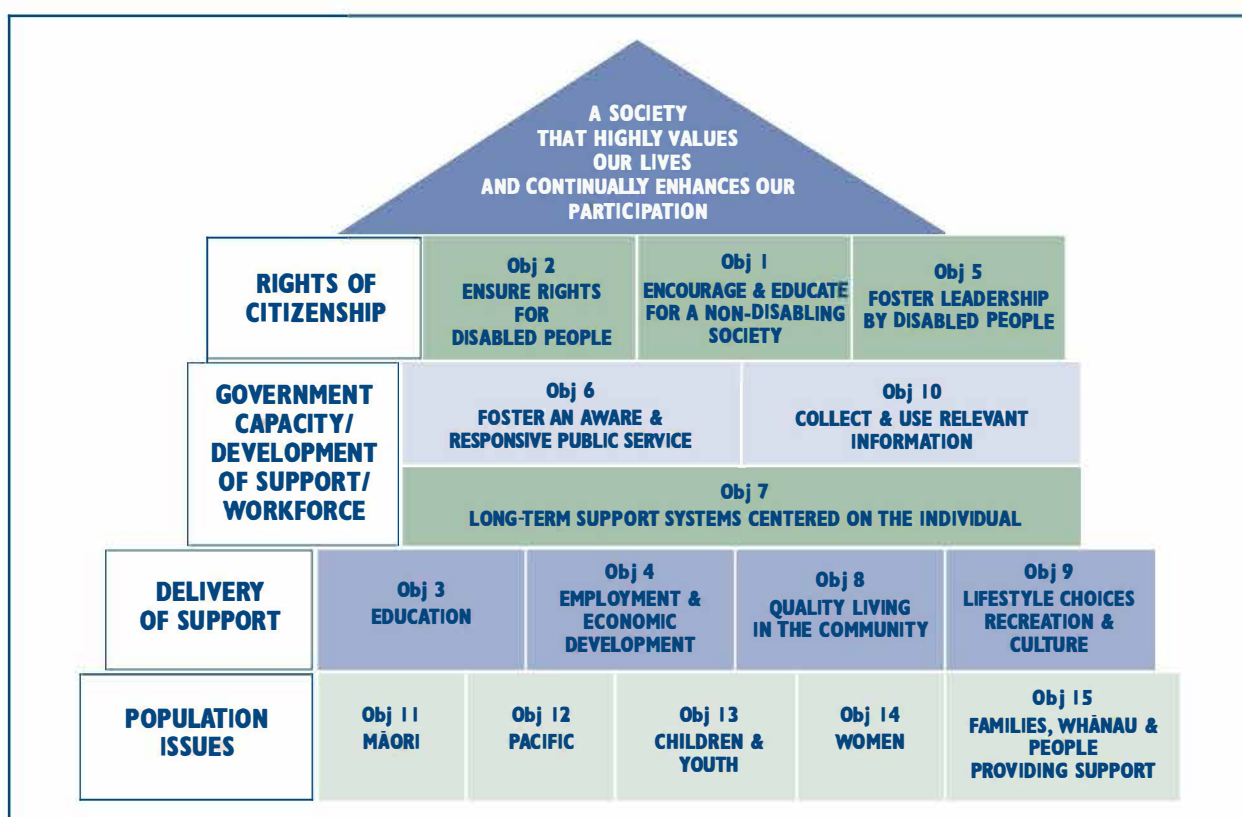 A SOCIETY
THAT HIGHLY VALUES
OUR LIVES
AND CONTINUALLY ENHANCES OUR
PARTICIPATION
RIGHTS OF
CITIZENSHIP
Obj 2
ENSURE RIGHTS
FOR
DISABLED PEOPLE
Obj 1
ENCOURAGE & EDUCATE
FOR A NON-DISABLING
SOCIETY
Obj 5
FOSTER LEADERSHIP
BY DISABLED PEOPLE
GOVERNMENT
CAPACITY/
DEVELOPMENT
OF SUPPORT/
WORKFORCE
Obj 6
FOSTER AN AWARE &
RESPONSIVE PUBLIC SERVICE
Obj 10
COLLECT & USE RELEVANT
INFORMATION
Obj 7
LONG-TERM SUPPORT SYSTEMS CENTERED ON THE INDIVIDUAL
DELIVERY
OF SUPPORT
Obj 3
EDUCATION
Obj 4
EMPLOYMENT &
ECONOMIC
DEVELOPMENT
Obj 8
QUALITY LIVING
IN THE COMMUNITY
Obj 9
LIFESTYLE CHOICES
RECREATION &
CULTURE
POPULATION
ISSUES
Obj 11
MĀORI
Obj 12
PACIFIC
Obj 13
CHILDREN &
YOUTH
Obj 14
WOMEN
Obj 15
FAMILIES, WHĀNAU &
PEOPLE
PROVIDING SUPPORT